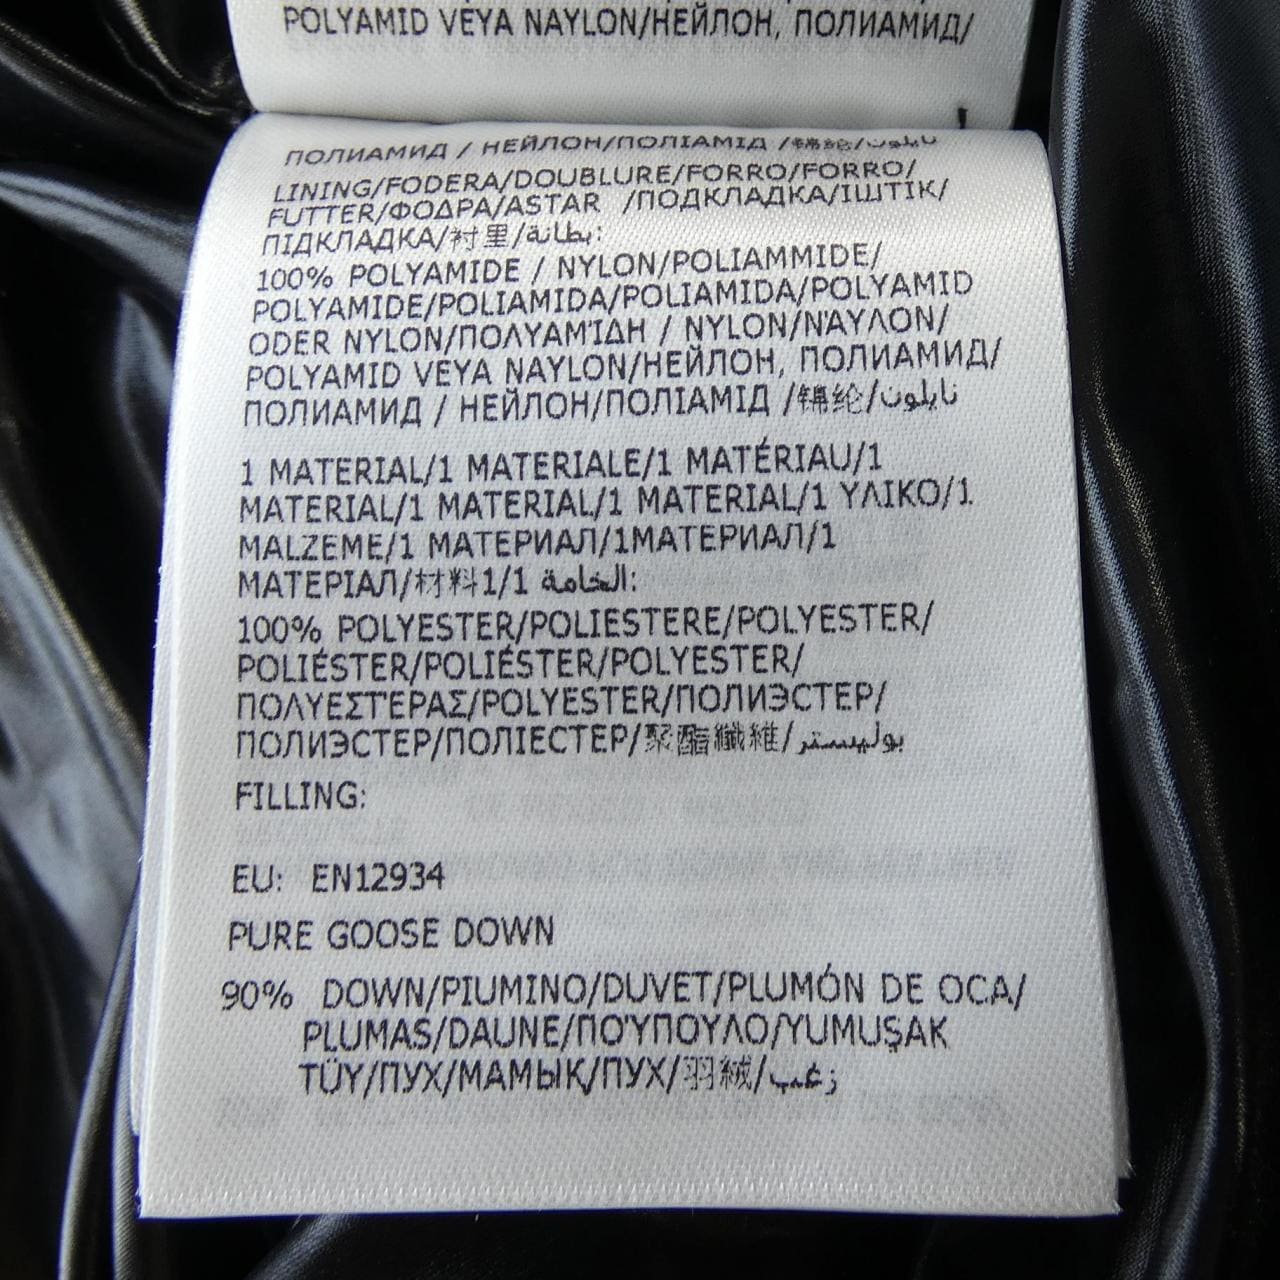 POLYAMID VEYA NAYLON/НЕЙЛОН, ПОЛИАМИД/
ПОЛИАМИД / НЕЙЛОН/ПОЛІАМІД /锦纶/نايلون
LINING/FODERA/DOUBLURE/FORRO/FORRO/
FUTTER/ΦΟΔΡΑ/ASTAR /ПОДКЛАДКА/ІШТІК/
ПІДКЛАДКА/衬里/بطانة:
100% POLYAMIDE / NYLON/POLIAMMIDE/
POLYAMIDE/POLIAMIDA/POLIAMIDA/POLYAMID
ODER NYLON/ΠΟΛΥΑΜΊΔΗ / NYLON/ΝΆΥΛΟΝ/
POLYAMID VEYA NAYLON/НЕЙЛОН, ПОЛИАМИД/
ПОЛИАМИД / НЕЙЛОН/ПОЛІАМІД /锦纶/نايلون
1 MATERIAL/1 MATERIALE/1 MATÉRIAU/1
MATERIAL/1 MATERIAL/1 MATERIAL/1 ΥΛΙΚΟ/1
MALZEME/1 МАТЕРИАЛ/1МАТЕРИАЛ/1
МАТЕРІАЛ/材料1/1 الخامة:
100% POLYESTER/POLIESTERE/POLYESTER/
POLIÉSTER/POLIÉSTER/POLYESTER/
ΠΟΛΥΕΣΤΕΡΑΣ/POLYESTER/ПОЛИЭСТЕР/
ПОЛИЭСТЕР/ПОЛІЕСТЕР/聚酯纖維/بوليستر
FILLING:
EU: EN12934
PURE GOOSE DOWN
90% DOWN/PIUMINO/DUVET/PLUMÓN DE OCA/
PLUMAS/DAUNE/ΠΟΎΠΟΥΛΟ/YUMUŞAK
TÜY/ПУХ/МАМЫҚ/ПУХ/羽絨/زغب